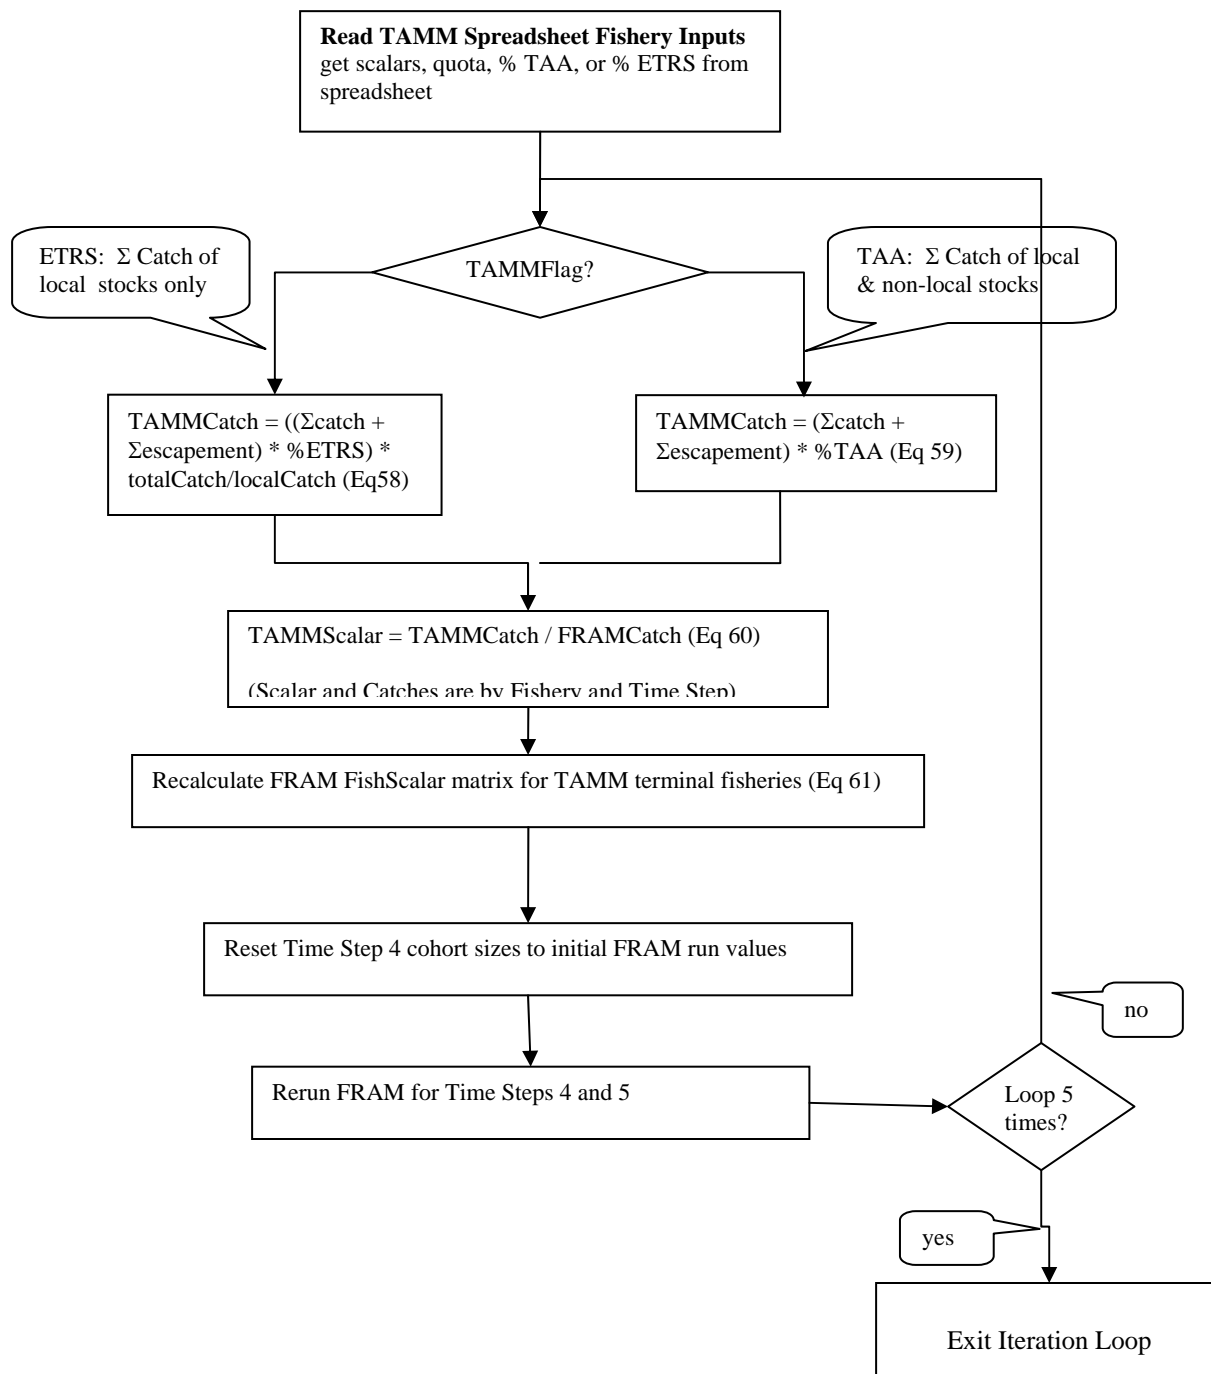 Read TAMM Spreadsheet Fishery Inputs
get scalars, quota, % TAA, or % ETRS from
spreadsheet
TAMMFlag?
ETRS:  Σ Catch of
local  stocks only
TAA:  Σ Catch of local
& non-local stocks
TAMMCatch = ((Σcatch +
Σescapement) * %ETRS) *
totalCatch/localCatch (Eq58)
TAMMCatch = (Σcatch +
Σescapement) * %TAA (Eq 59)
TAMMScalar = TAMMCatch / FRAMCatch (Eq 60)
(Scalar and Catches are by Fishery and Time Step)
Recalculate FRAM FishScalar matrix for TAMM terminal fisheries (Eq 61)
Reset Time Step 4 cohort sizes to initial FRAM run values
Rerun FRAM for Time Steps 4 and 5
no
Loop 5
times?
yes
Exit Iteration Loop